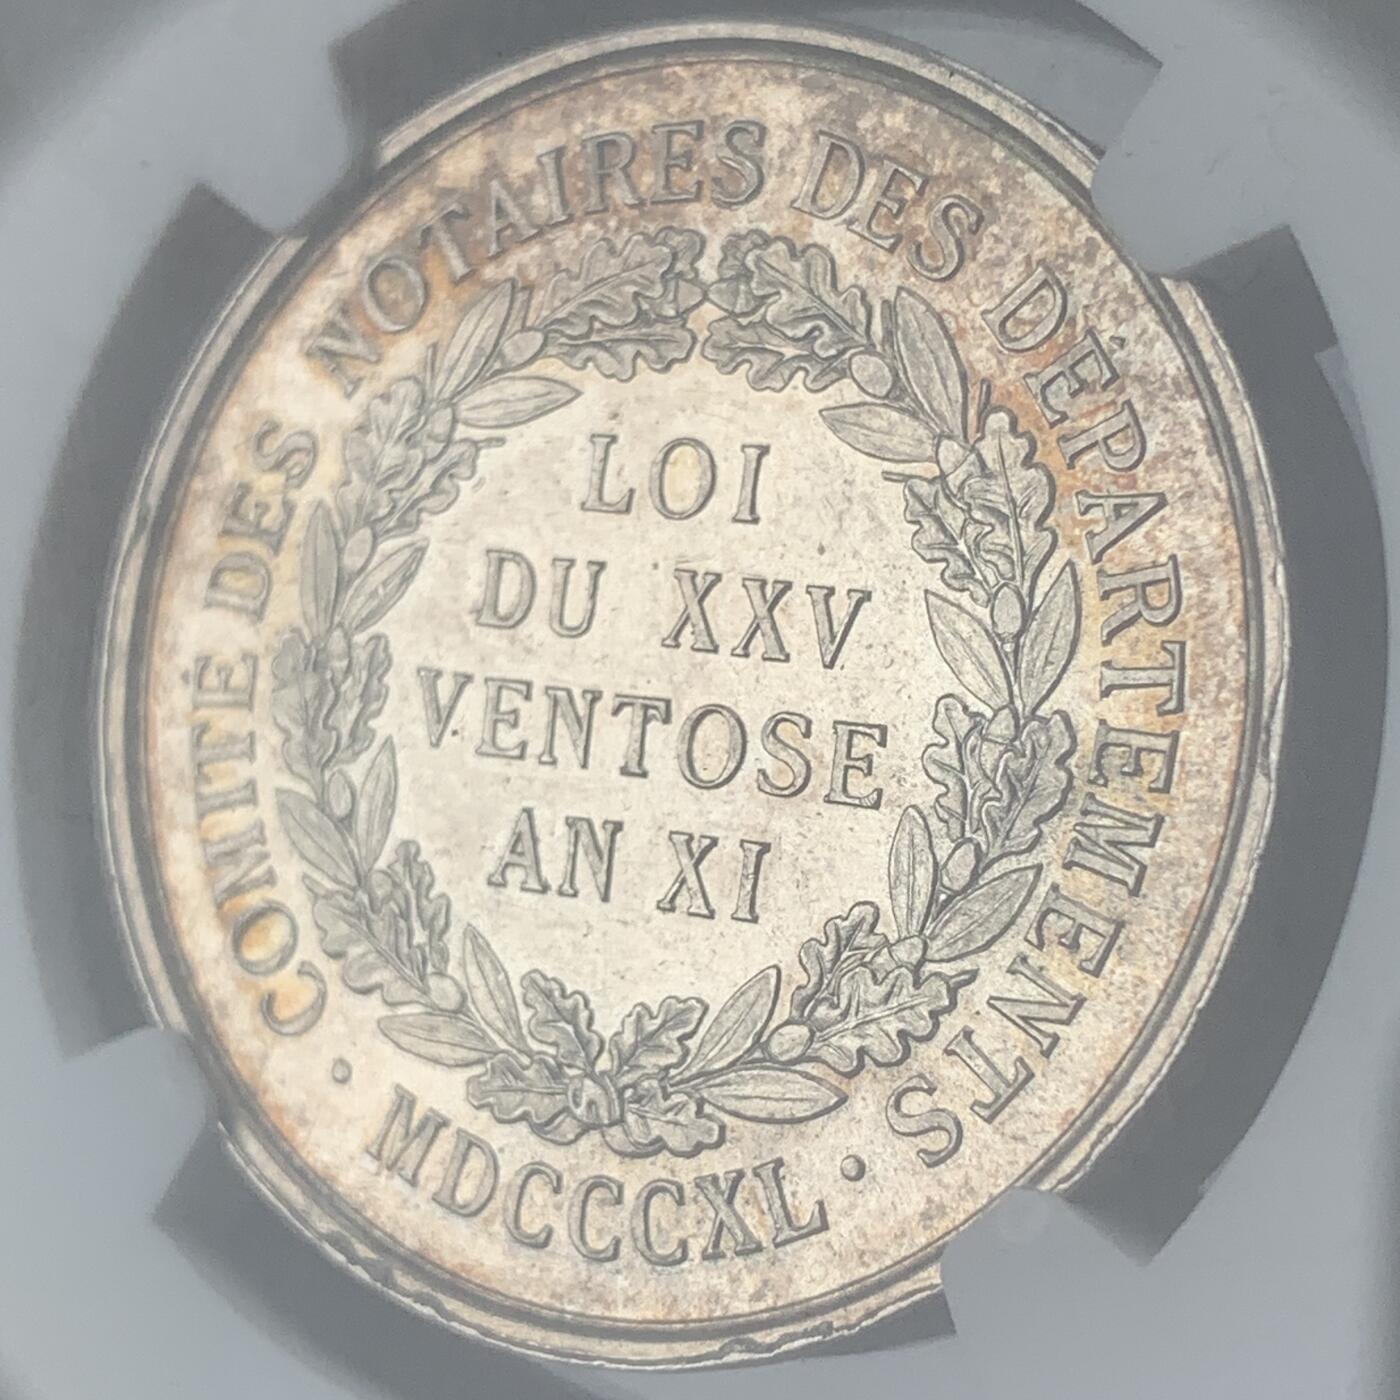 COMITÉ DES NOTAIRES DES DÉPARTEMENTS
LOI
DU XXV
VENTOSE
AN XI
• MDCCCXL •